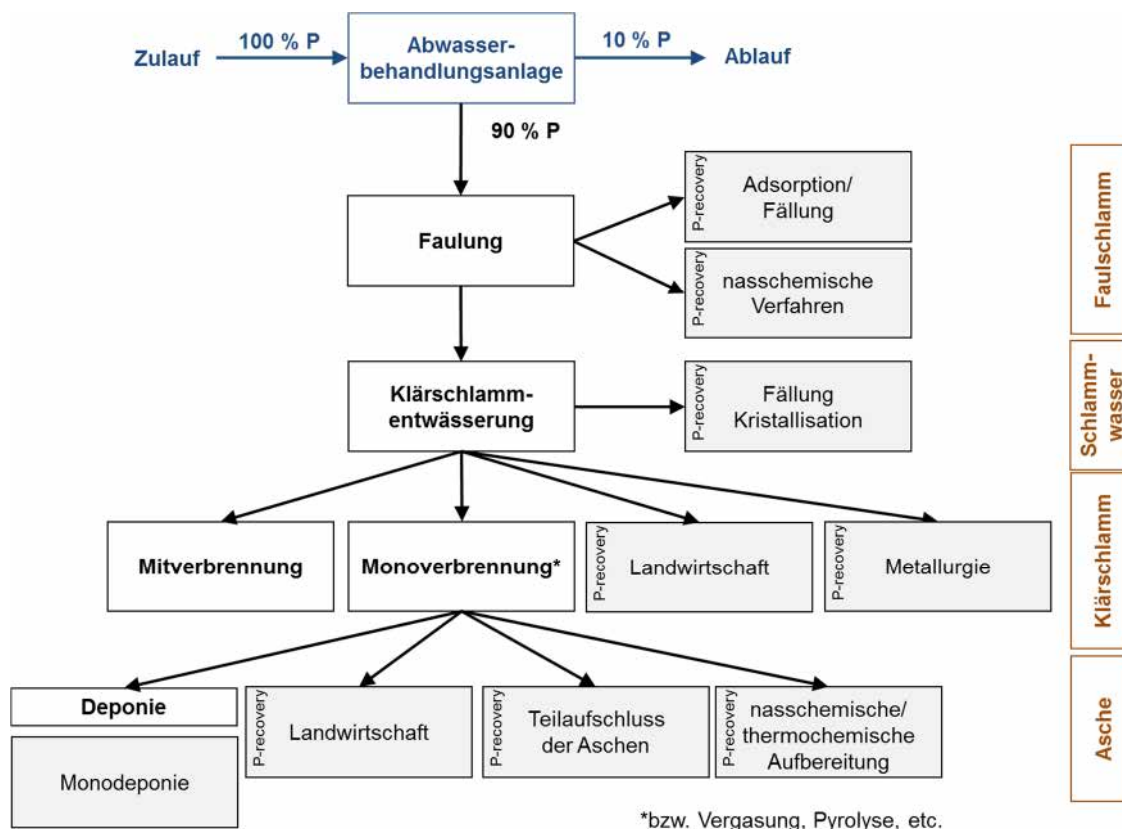 Zulauf
100 % P
Abwasser-
behandlungsanlage
10 % P
Ablauf
90 % P
Faulung
P-recovery
Adsorption/
Fällung
P-recovery
nasschemische
Verfahren
Faulschlamm
Klärschlamm-
entwässerung
P-recovery
Fällung
Kristallisation
Schlamm-
wasser
Mitverbrennung
Monoverbrennung*
P-recovery
Landwirtschaft
P-recovery
Metallurgie
Klärschlamm
Deponie
Monodeponie
P-recovery
Landwirtschaft
P-recovery
Teilaufschluss
der Aschen
P-recovery
nasschemische/
thermochemische
Aufbereitung
Asche
*bzw. Vergasung, Pyrolyse, etc.